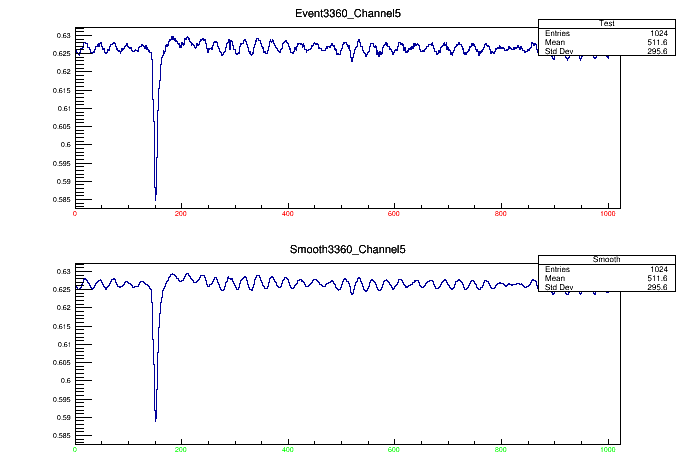 Event3360_Channel5
Test
Entries 1024
Mean 511.6
Std Dev 295.6
0.63
0.625
0.62
0.615
0.61
0.605
0.6
0.595
0.59
0.585
0 200 400 600 800 1000
Smooth3360_Channel5
Smooth
Entries 1024
Mean 511.6
Std Dev 295.6
0.63
0.625
0.62
0.615
0.61
0.605
0.6
0.595
0.59
0.585
0 200 400 600 800 1000